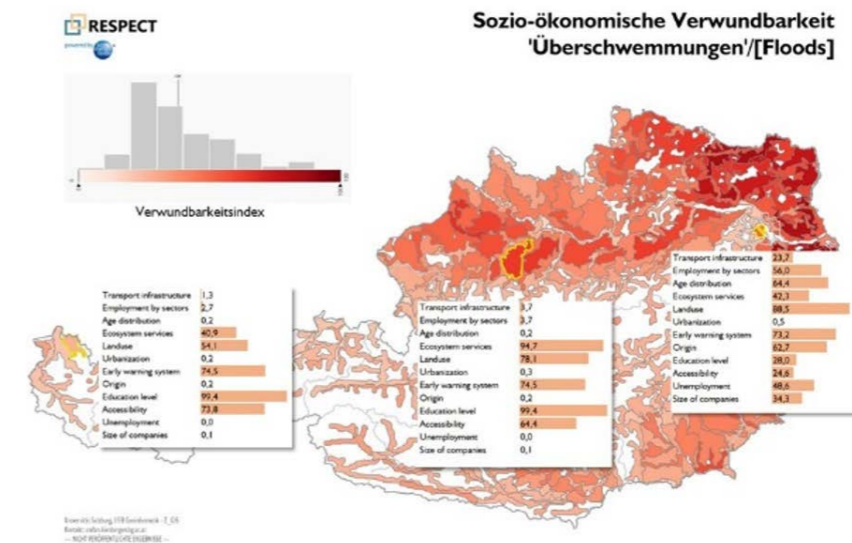 RESPECT
powered by
Sozio-ökonomische Verwundbarkeit
'Überschwemmungen'/[Floods]
Verwundbarkeitsindex
Transport infrastructure 1,3
Employment by sectors 2,7
Age distribution 0,2
Ecosystem services 40,9
Landuse 54,1
Urbanization 0,2
Early warning system 74,5
Origin 0,2
Education level 99,4
Accessibility 73,8
Unemployment 0,0
Size of companies 0,1
Transport infrastructure 3,7
Employment by sectors 3,7
Age distribution 0,2
Ecosystem services 94,7
Landuse 78,1
Urbanization 0,3
Early warning system 74,5
Origin 0,2
Education level 99,4
Accessibility 64,4
Unemployment 0,0
Size of companies 0,1
Transport infrastructure 23,7
Employment by sectors 56,0
Age distribution 64,4
Ecosystem services 42,3
Landuse 88,5
Urbanization 0,5
Early warning system 73,2
Origin 62,7
Education level 28,0
Accessibility 24,6
Unemployment 48,6
Size of companies 34,3